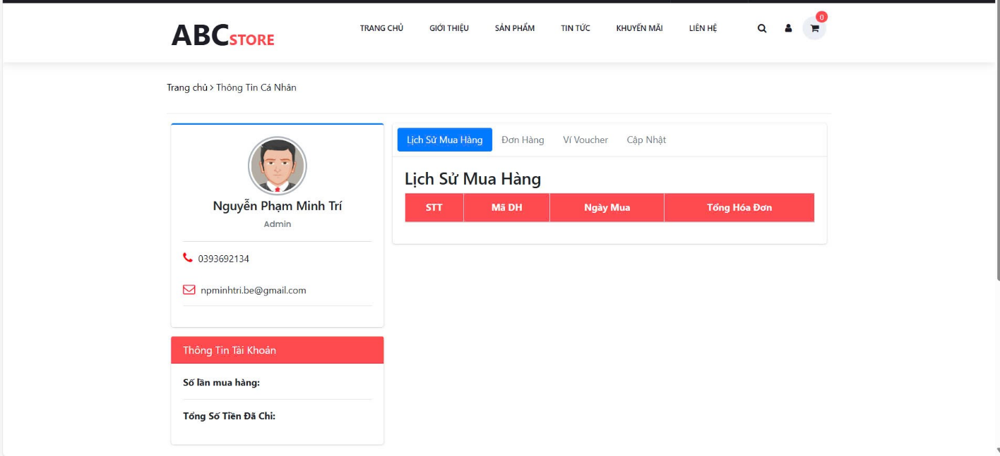 0
ABCSTORE
TRANG CHỦ GIỚI THIỆU SẢN PHẨM TIN TỨC KHUYẾN MÃI LIÊN HỆ
Trang chủ > Thông Tin Cá Nhân
Nguyễn Phạm Minh Trí
Admin
0393692134
npminhtri.be@gmail.com
Thông Tin Tài Khoản
Số lần mua hàng:
Tổng Số Tiền Đã Chi:
Lịch Sử Mua Hàng Đơn Hàng Ví Voucher Cập Nhật
Lịch Sử Mua Hàng
STT Mã DH Ngày Mua Tổng Hóa Đơn